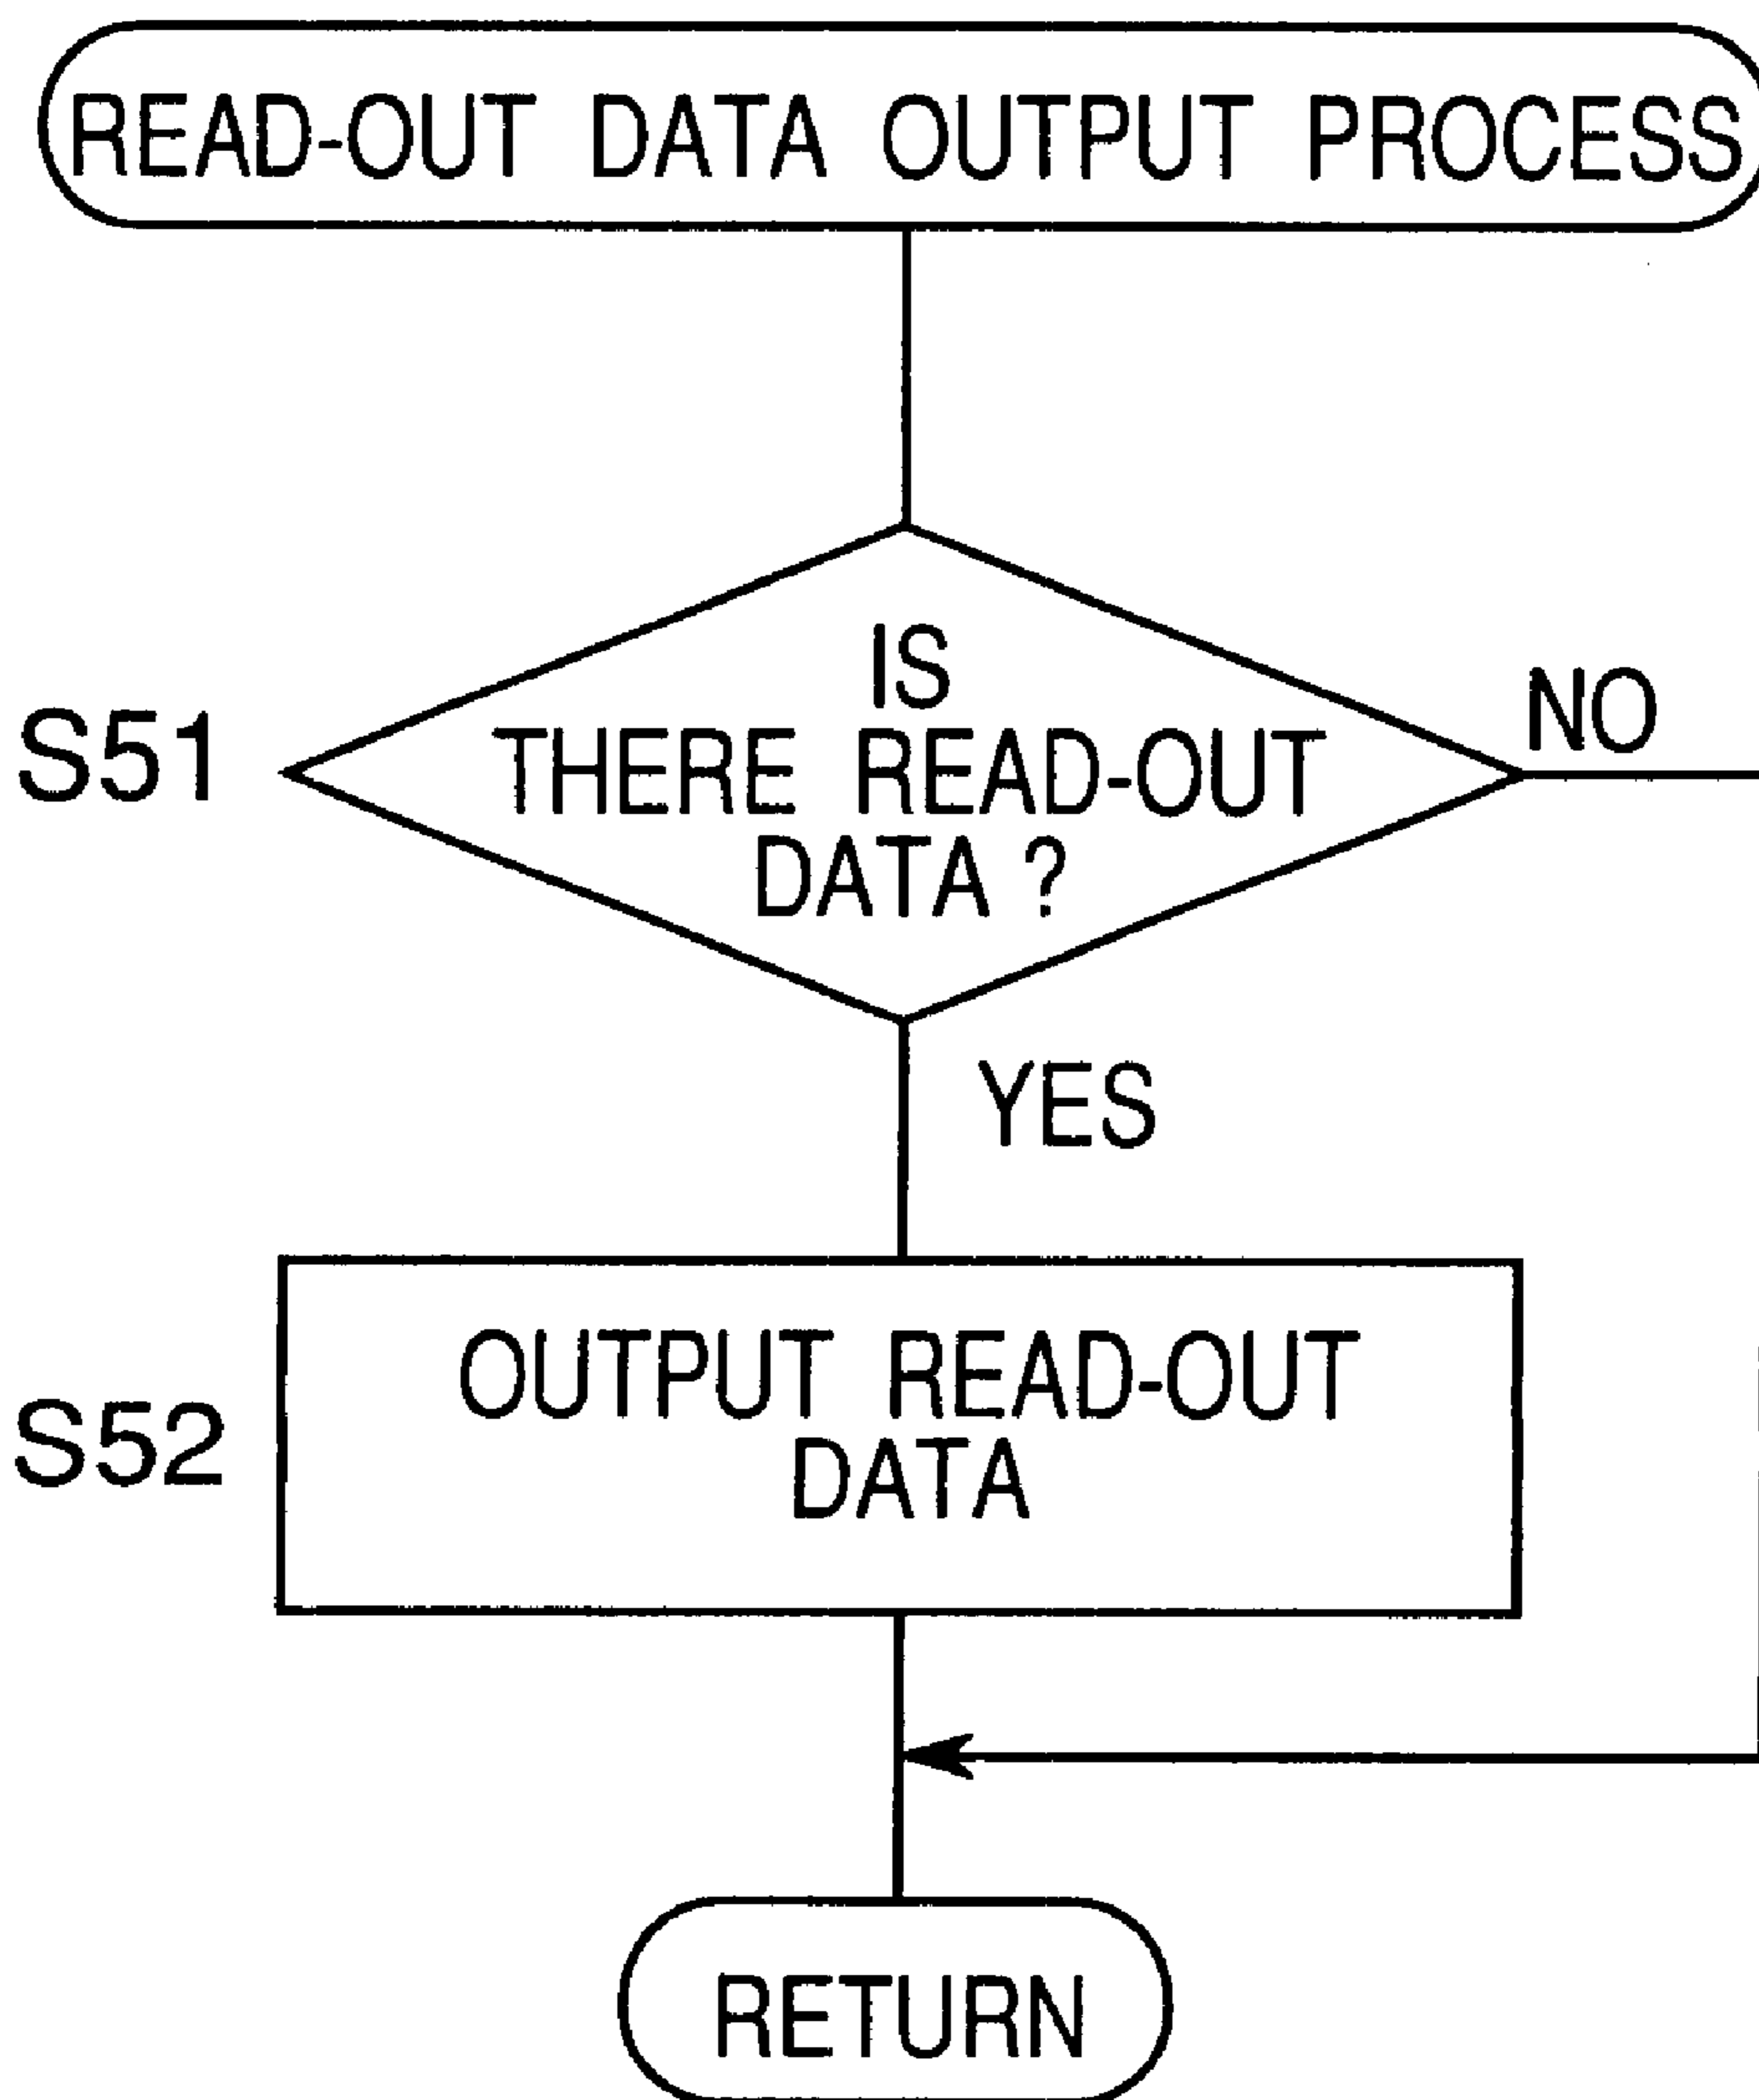 READ-OUT DATA OUTPUT PROCESS
IS
THERE READ-OUT
DATA ?
S51
NO
YES
OUTPUT READ-OUT
DATA
S52
RETURN